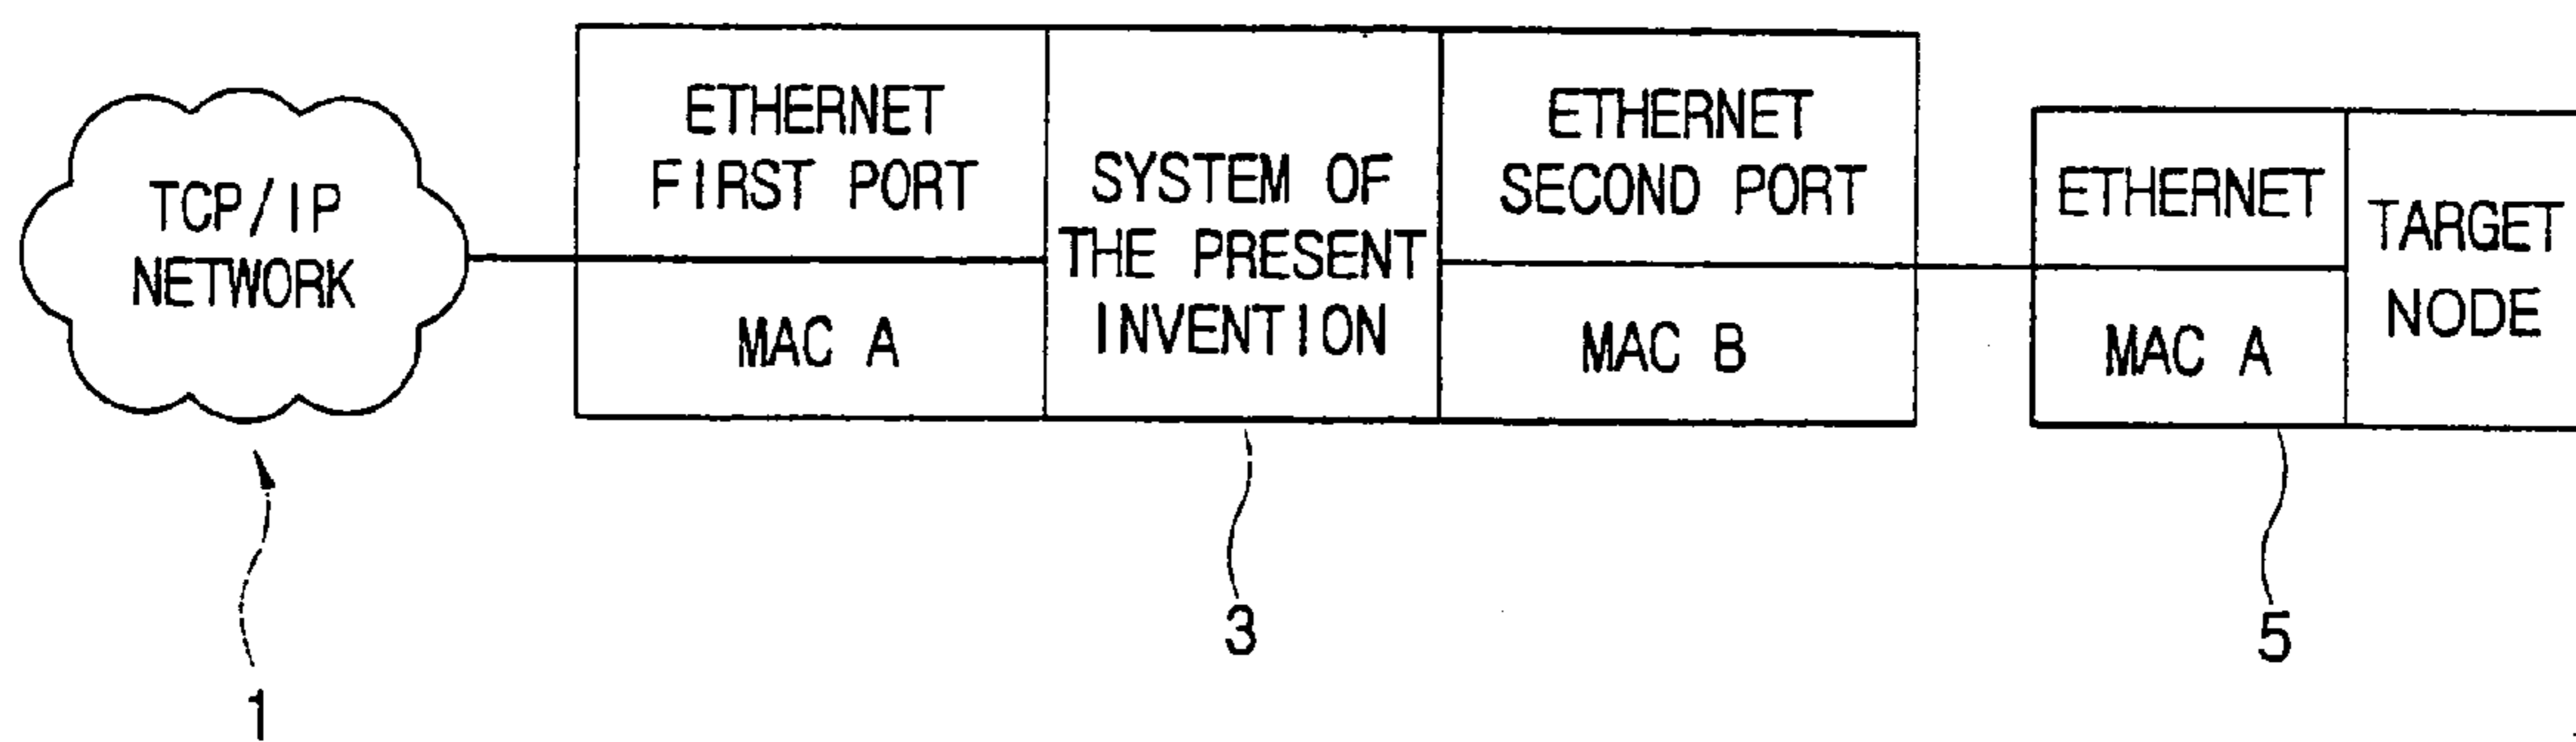 TCP/IP
NETWORK
ETHERNET
FIRST PORT
MAC A
SYSTEM OF
THE PRESENT
INVENTION
ETHERNET
SECOND PORT
MAC B
ETHERNET
MAC A
TARGET
NODE
1
3
5